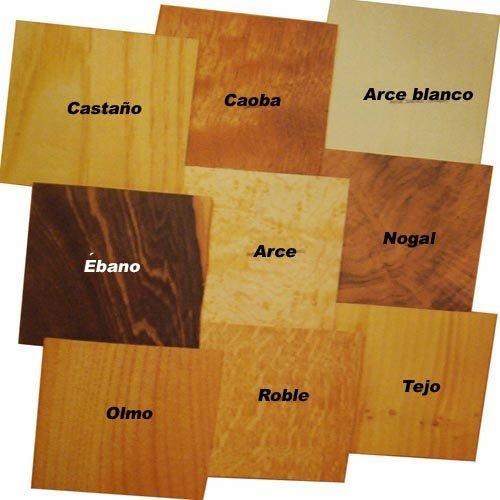 Castaño
Caoba
Arce blanco
Ébano
Arce
Nogal
Olmo
Roble
Tejo